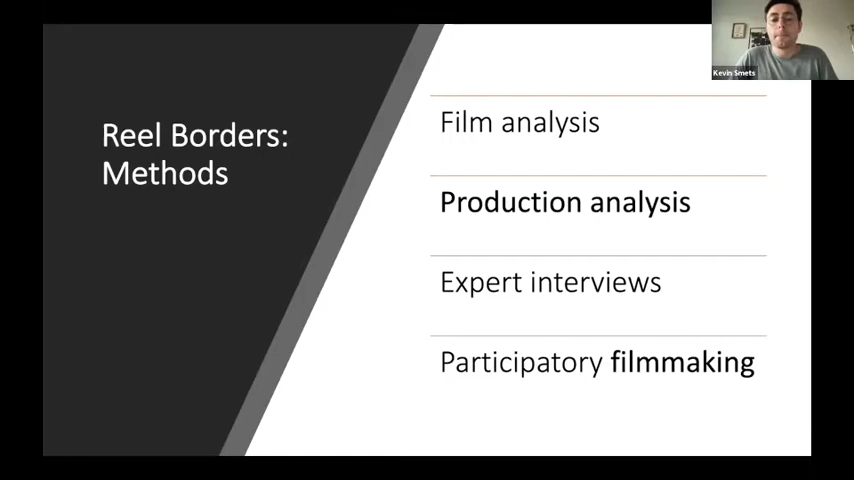 Reel Borders:
Methods
Film analysis
Production analysis
Expert interviews
Participatory filmmaking
Kevin Smets